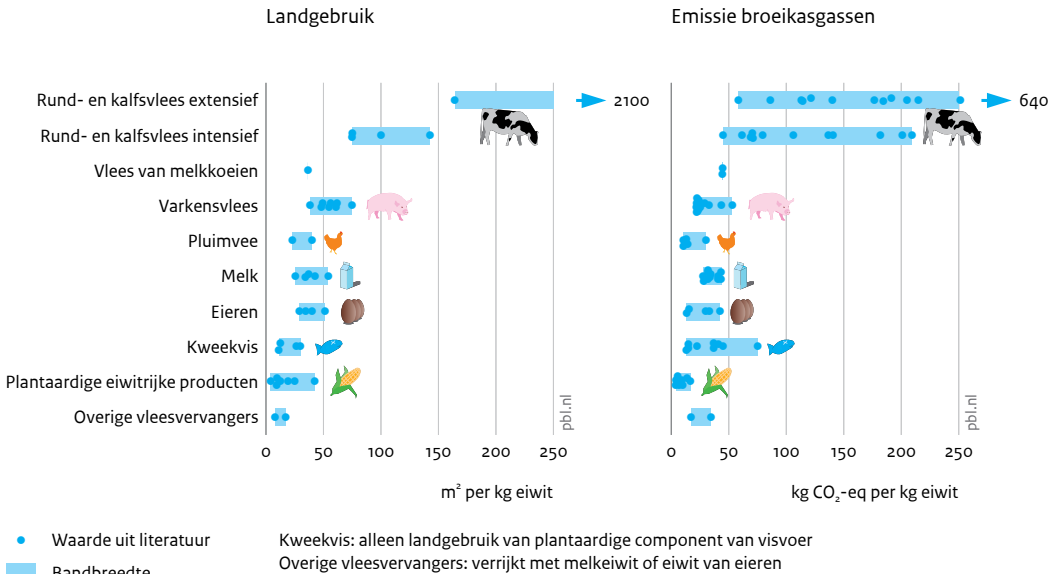 Landgebruik
Emissie broeikasgassen
Rund- en kalfsvlees extensief
2100
640
Rund- en kalfsvlees intensief
Vlees van melkkoeien
Varkensvlees
Pluimvee
Melk
Eieren
Kweekvis
Plantaardige eiwitrijke producten
Overige vleesvervangers
pbl.nl
pbl.nl
0 50 100 150 200 250
0 50 100 150 200 250
m² per kg eiwit
kg CO₂-eq per kg eiwit
Waarde uit literatuur
Bandbreedte
Kweekvis: alleen landgebruik van plantaardige component van visvoer
Overige vleesvervangers: verrijkt met melkeiwit of eiwit van eieren